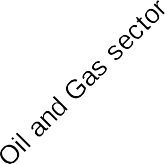 Oil and Gas sector